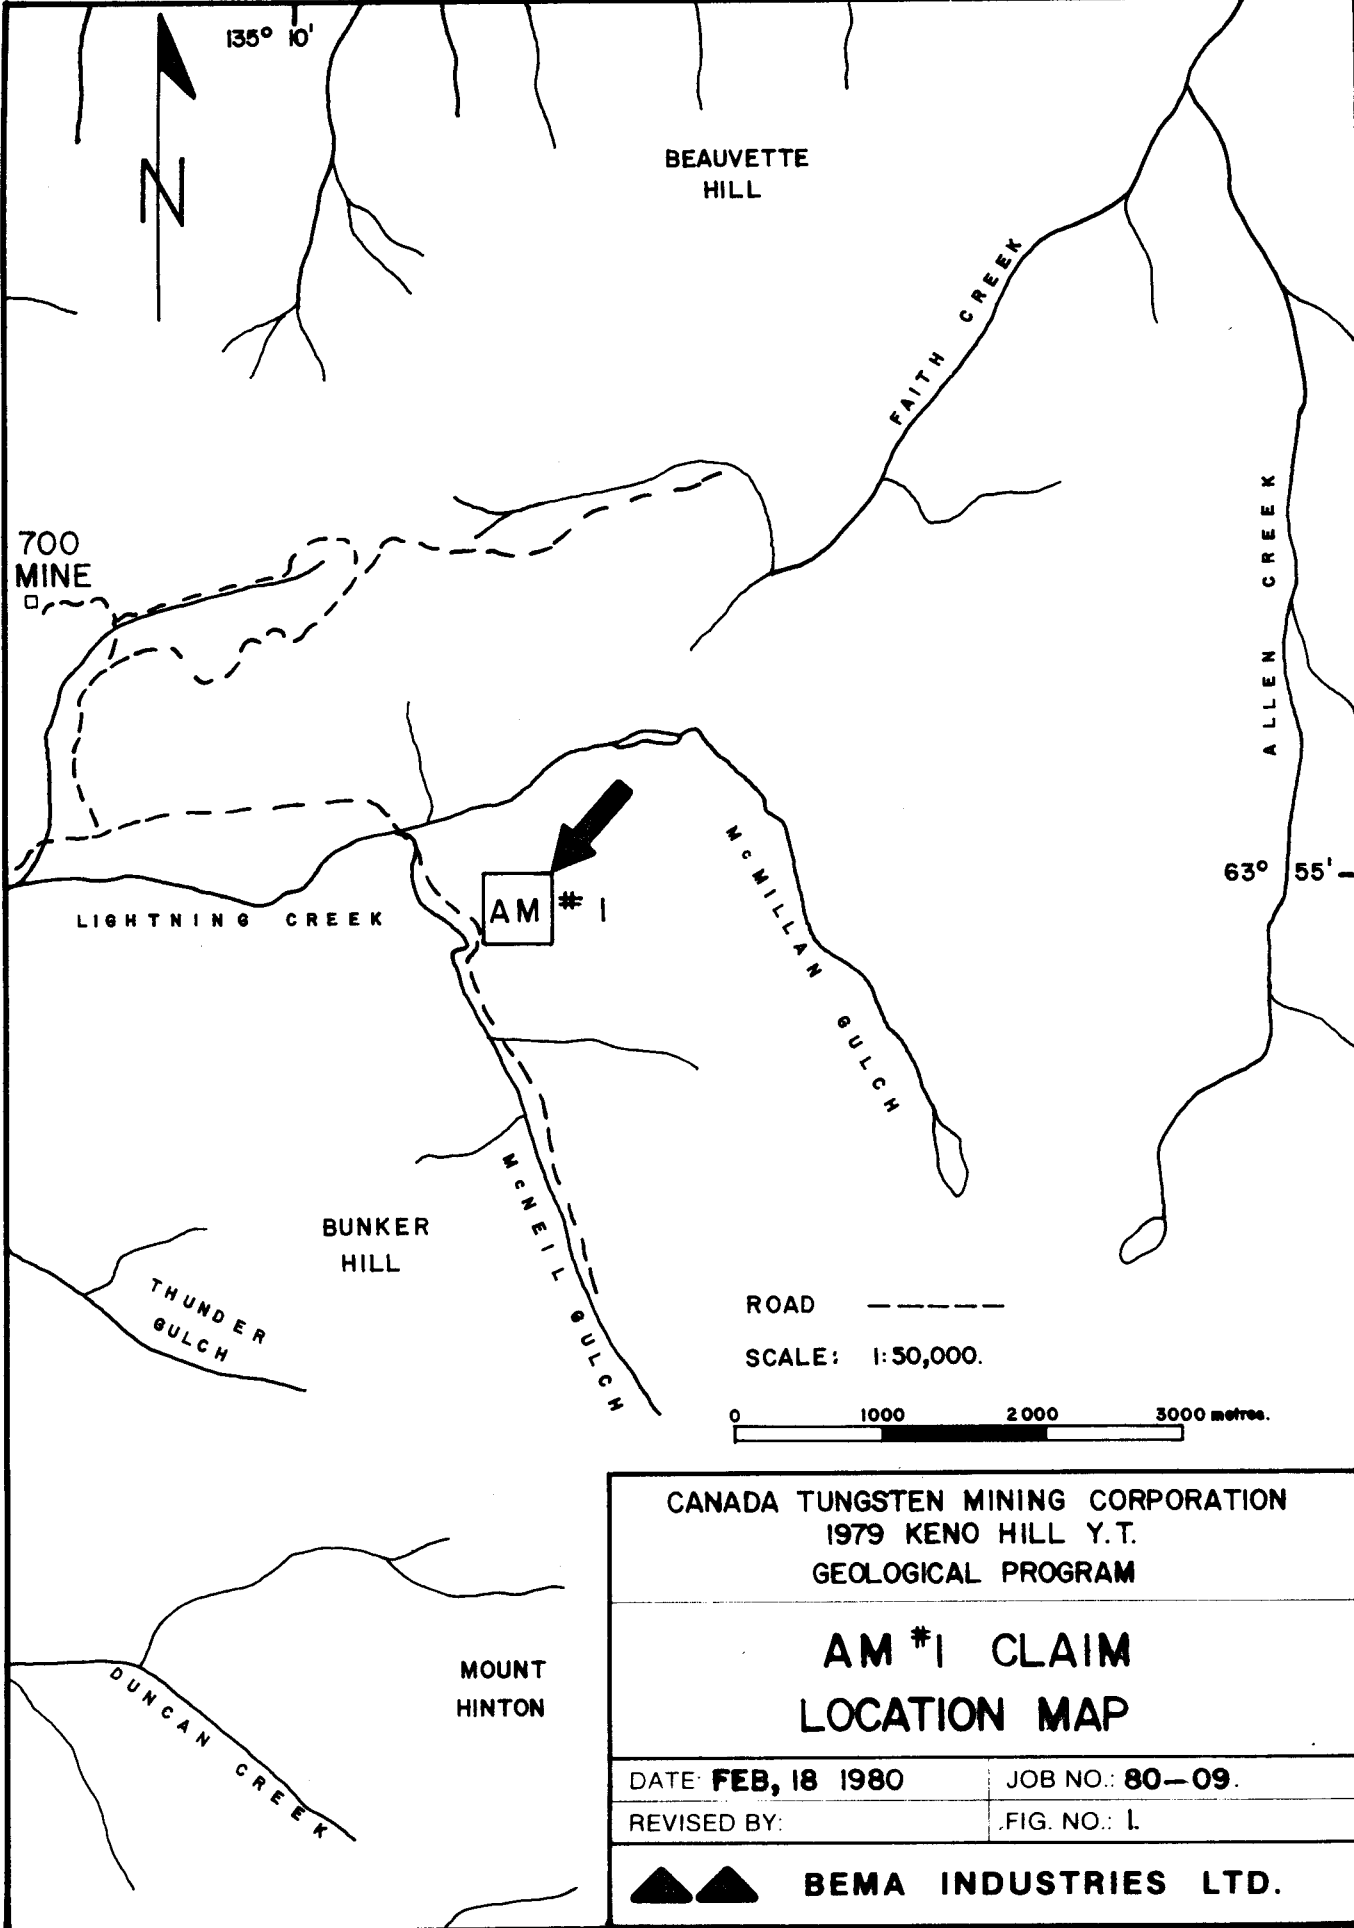 135° 10'
N
BEAUVETTE
HILL
FAITH CREEK
ALLEN CREEK
700
MINE
63° 55'
AM #1
LIGHTNING CREEK
McMILLAN GULCH
McNEIL GULCH
BUNKER
HILL
THUNDER
GULCH
ROAD
SCALE: 1:50,000.
0 1000 2000 3000 metres.
MOUNT
HINTON
DUNCAN CREEK
CANADA TUNGSTEN MINING CORPORATION
1979 KENO HILL Y.T.
GEOLOGICAL PROGRAM
AM #1 CLAIM
LOCATION MAP
DATE: FEB, 18 1980
JOB NO.: 80-09.
REVISED BY:
FIG. NO.: 1.
BEMA INDUSTRIES LTD.